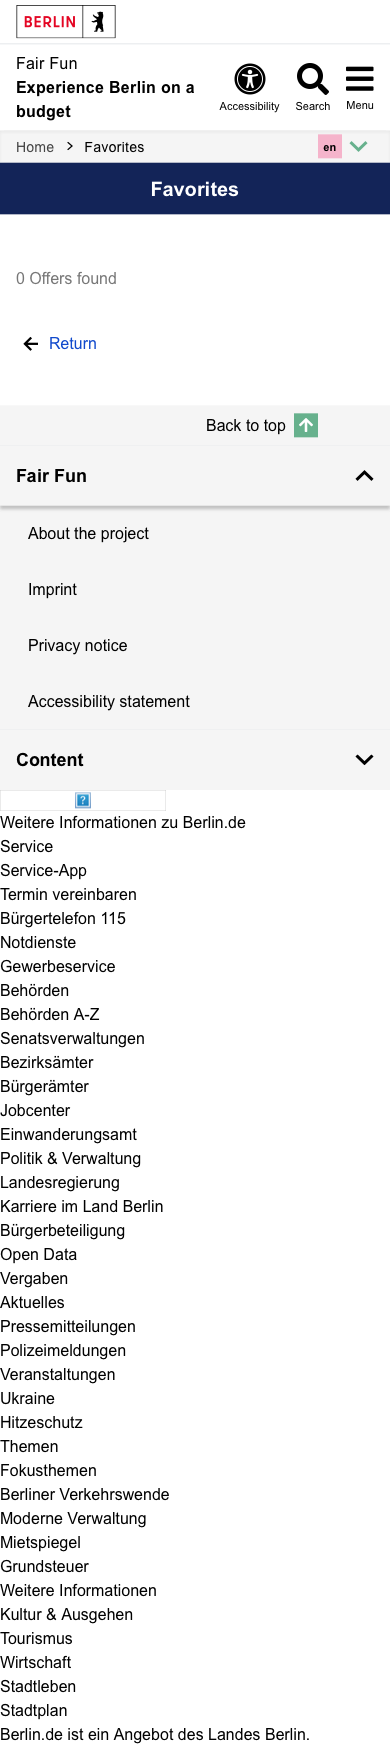 BERLIN
Fair Fun
Experience Berlin on a
budget
Accessibility
Search
Menu
Home > Favorites
en
Favorites
0 Offers found
Return
Back to top
Fair Fun
About the project
Imprint
Privacy notice
Accessibility statement
Content
?
Weitere Informationen zu Berlin.de
Service
Service-App
Termin vereinbaren
Bürgertelefon 115
Notdienste
Gewerbeservice
Behörden
Behörden A-Z
Senatsverwaltungen
Bezirksämter
Bürgerämter
Jobcenter
Einwanderungsamt
Politik & Verwaltung
Landesregierung
Karriere im Land Berlin
Bürgerbeteiligung
Open Data
Vergaben
Aktuelles
Pressemitteilungen
Polizeimeldungen
Veranstaltungen
Ukraine
Hitzeschutz
Themen
Fokusthemen
Berliner Verkehrswende
Moderne Verwaltung
Mietspiegel
Grundsteuer
Weitere Informationen
Kultur & Ausgehen
Tourismus
Wirtschaft
Stadtleben
Stadtplan
Berlin.de ist ein Angebot des Landes Berlin.